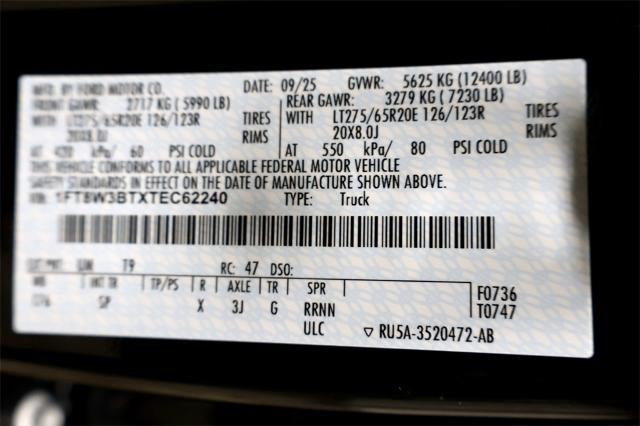 MFD. BY FORD MOTOR CO. DATE: 09/25 GVWR: 5625 KG (12400 LB)
FRONT GAWR: 2717 KG (5990 LB) REAR GAWR: 3279 KG (7230 LB)
WITH LT275/65R20E 126/123R TIRES WITH LT275/65R20E 126/123R TIRES
20X8.0J RIMS 20X8.0J RIMS
AT 420 kPa/ 60 PSI COLD AT 550 kPa/ 80 PSI COLD
THIS VEHICLE CONFORMS TO ALL APPLICABLE FEDERAL MOTOR VEHICLE
SAFETY STANDARDS IN EFFECT ON THE DATE OF MANUFACTURE SHOWN ABOVE.
VIN: 1FT8W3BTXTEC62240 TYPE: Truck
EXT PNT: UM T9 RC: 47 DSO:
WB INT TR TP/PS R AXLE TR SPR
176 SP X 3J G RRNN F0736
T0747
ULC ▽ RU5A-3520472-AB